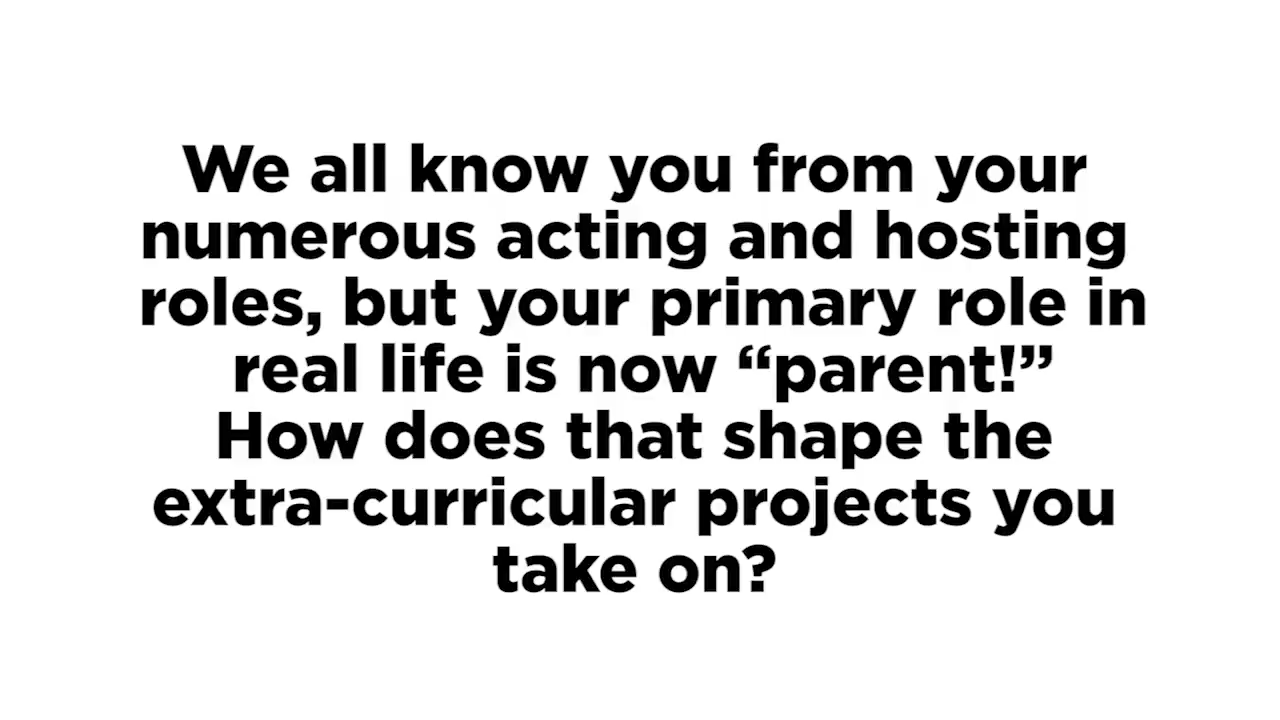 We all know you from your
numerous acting and hosting
roles, but your primary role in
real life is now “parent!”
How does that shape the
extra-curricular projects you
take on?